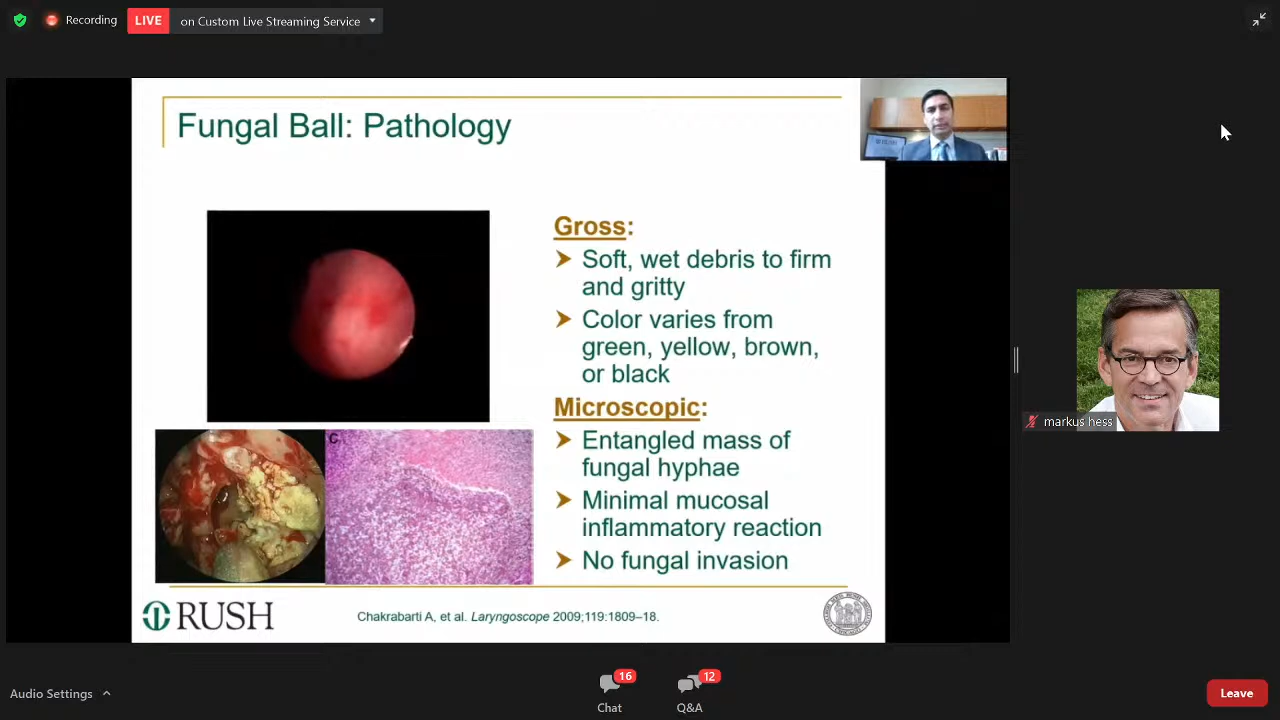 Recording
LIVE
on Custom Live Streaming Service
Fungal Ball: Pathology
RUSH
Gross:
Soft, wet debris to firm
and gritty
Color varies from
green, yellow, brown,
or black
Microscopic:
Entangled mass of
fungal hyphae
Minimal mucosal
inflammatory reaction
No fungal invasion
C
RUSH
Chakrabarti A, et al. Laryngoscope 2009;119:1809–18.
markus hess
Audio Settings
16
Chat
12
Q&A
Leave